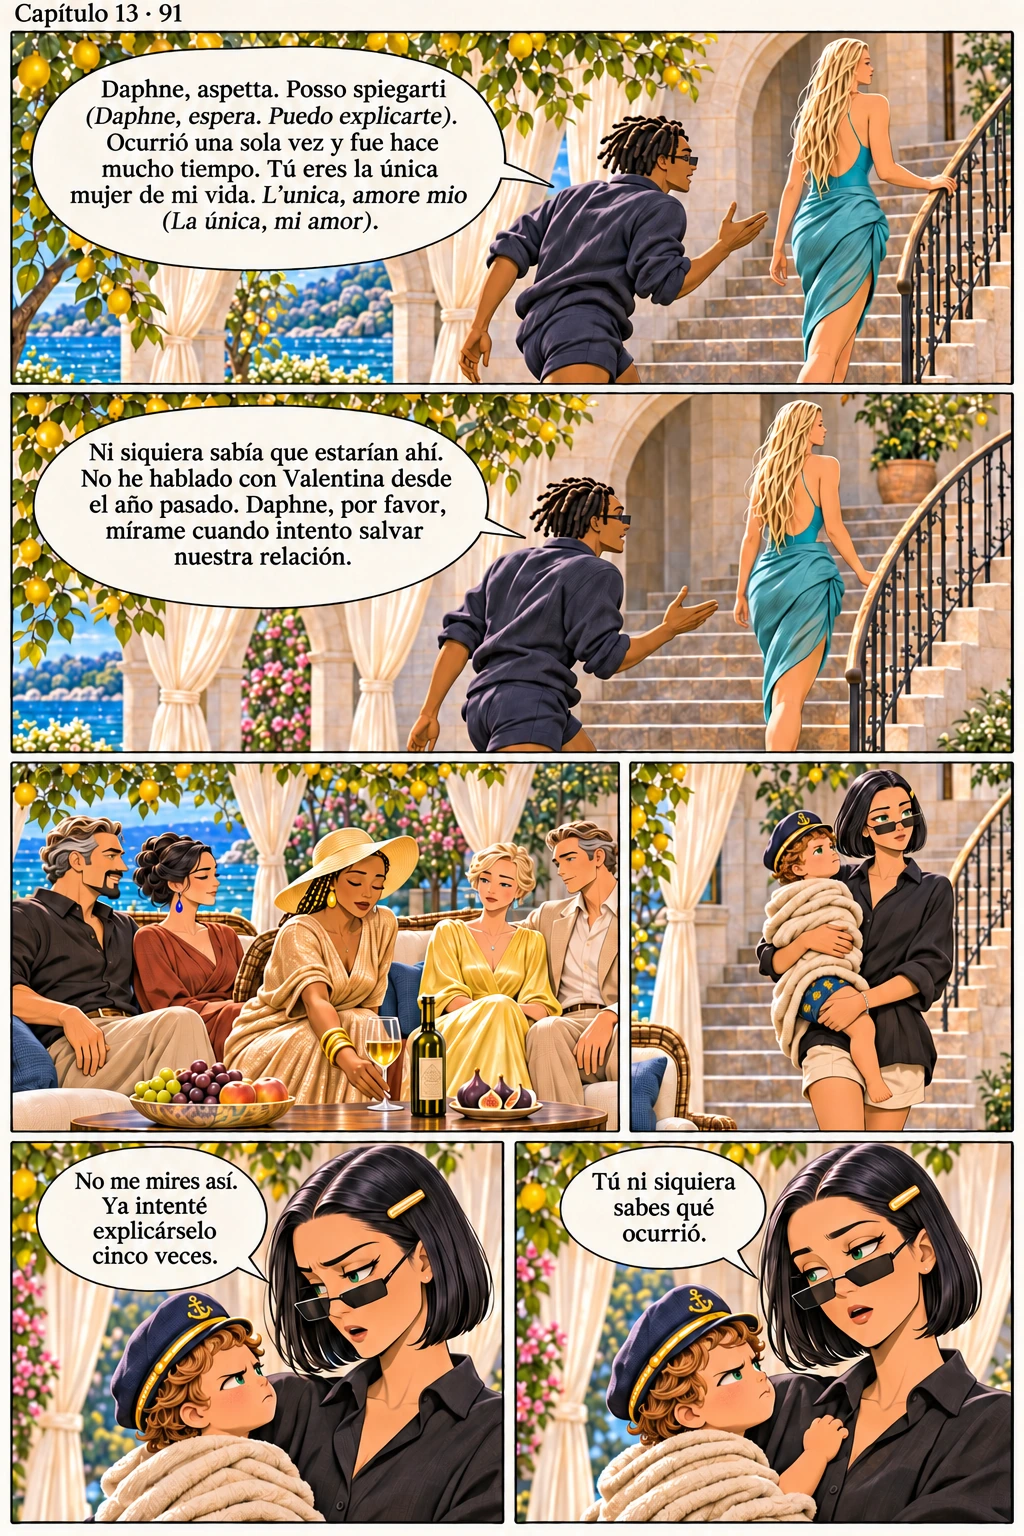 Capítulo 13 · 91
Daphne, aspetta. Posso spiegarti
(Daphne, espera. Puedo explicarte).
Ocurrió una sola vez y fue hace
mucho tiempo. Tú eres la única
mujer de mi vida. L’unica, amore mio
(La única, mi amor).
Ni siquiera sabía que estarían ahí.
No he hablado con Valentina desde
el año pasado. Daphne, por favor,
mírame cuando intento salvar
nuestra relación.
No me mires así.
Ya intenté
explicárselo
cinco veces.
Tú ni siquiera
sabes qué
ocurrió.